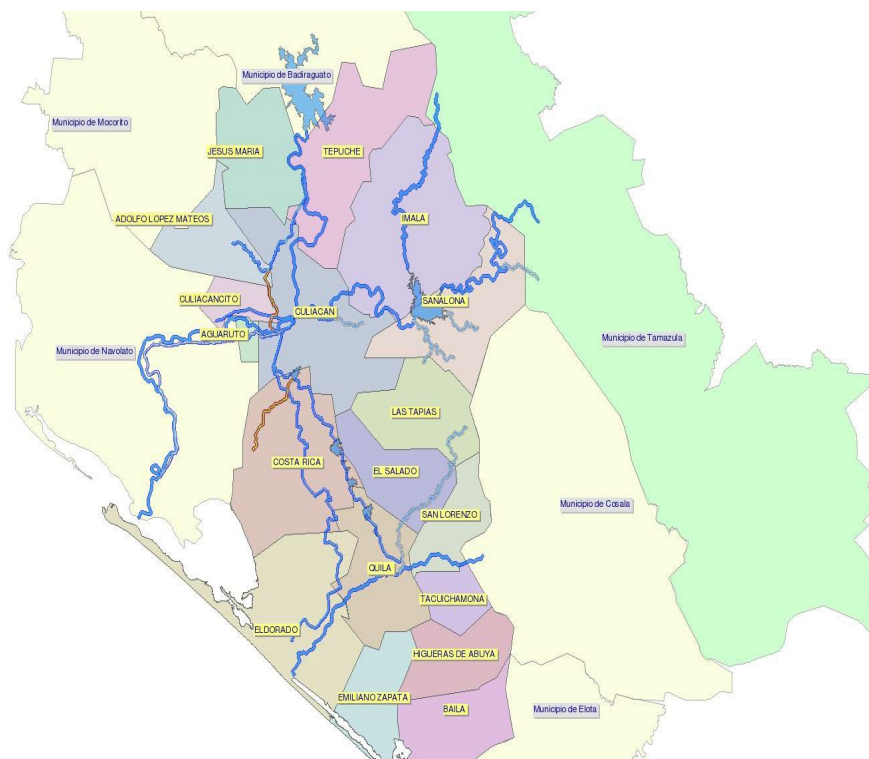 Municipio de Badiraguato
Municipio de Mocorito
JESUS MARIA
TEPUCHE
ADOLFO LOPEZ MATEOS
IMALA
CULIACANCITO
SANALONA
CULIACAN
AGUARUTO
Municipio de Navolato
Municipio de Tamazula
LAS TAPIAS
COSTA RICA
EL SALADO
Municipio de Cosala
SAN LORENZO
QUILA
TACUICHAMONA
ELDORADO
HIGUERAS DE ABUYA
EMILIANO ZAPATA
BAILA
Municipio de Elota